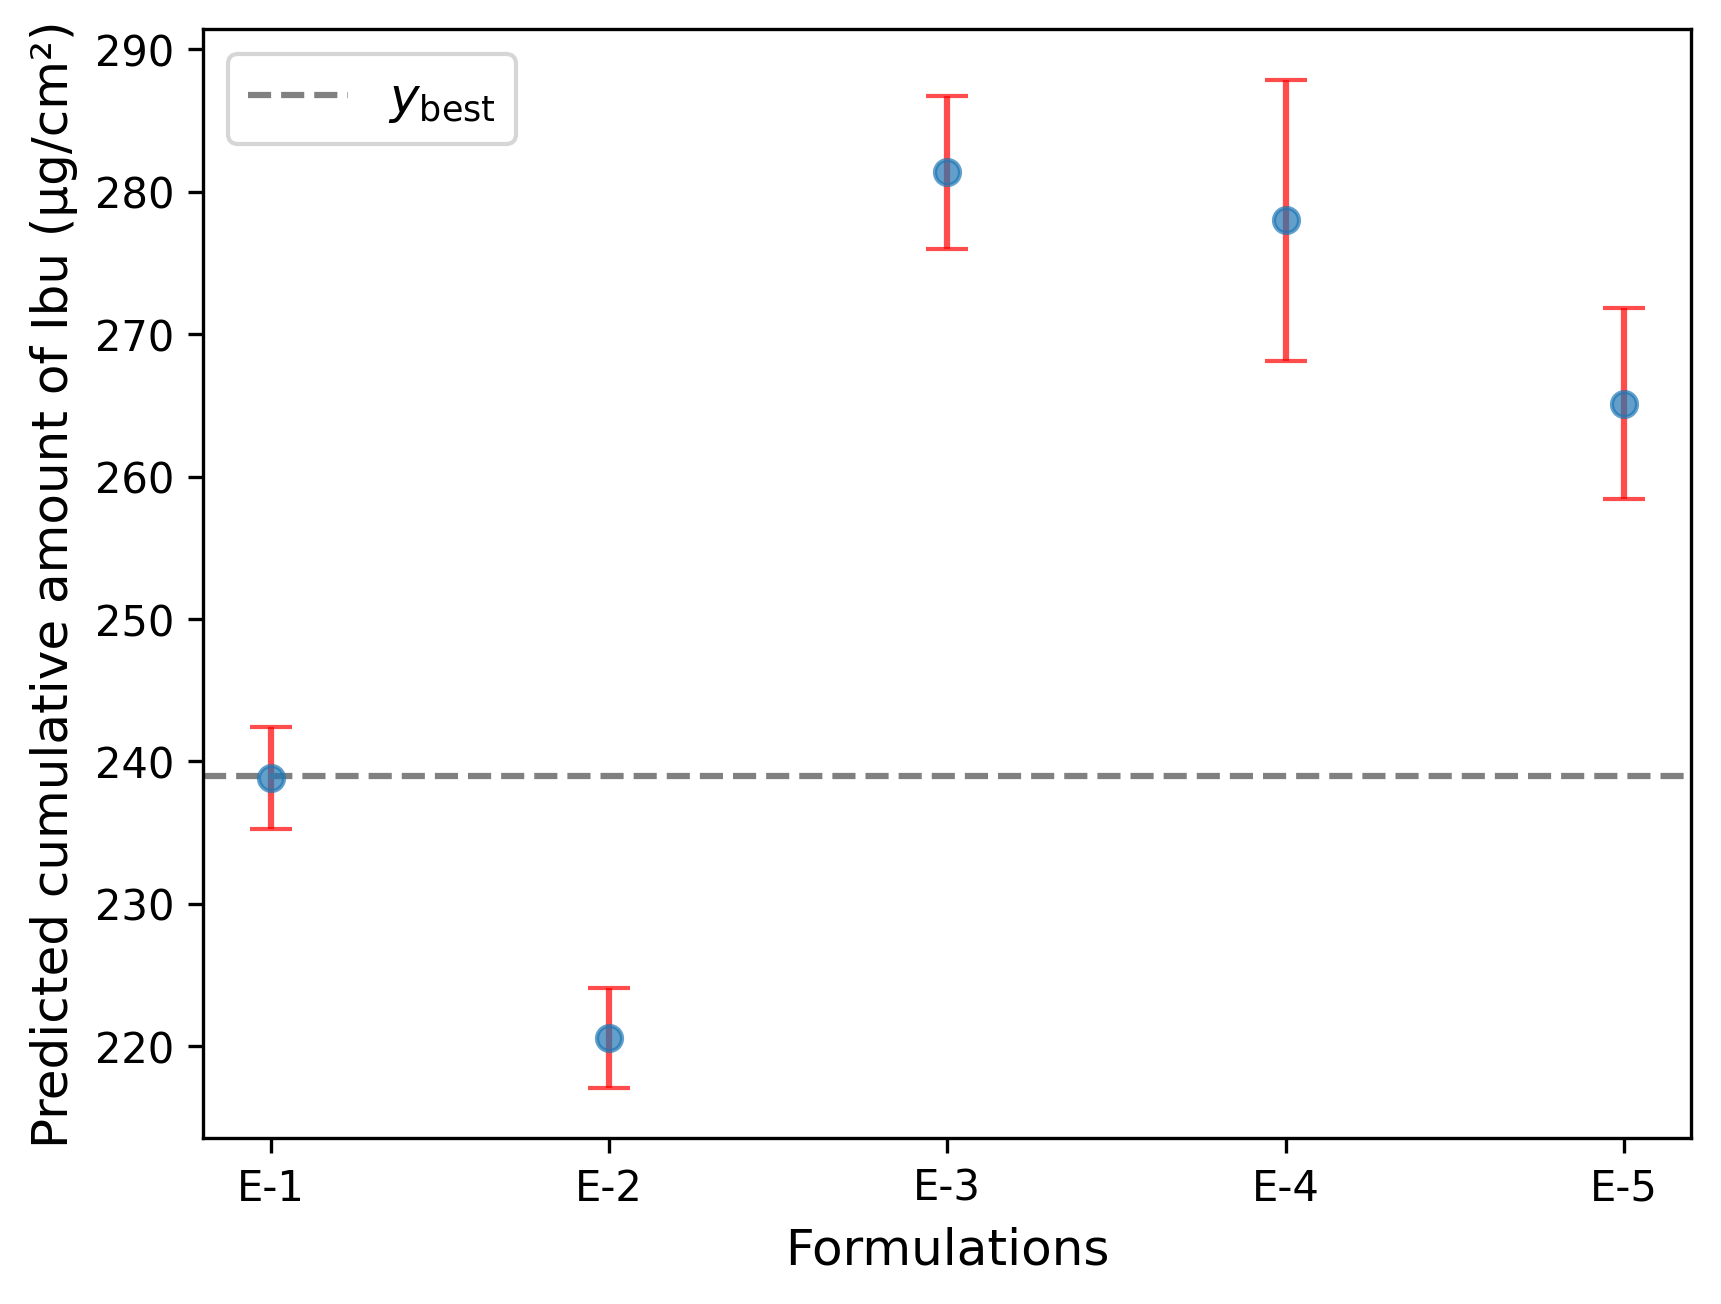 Predicted cumulative amount of Ibu (µg/cm²)
290
280
270
260
250
240
230
220
y_best
E-1 E-2 E-3 E-4 E-5
Formulations